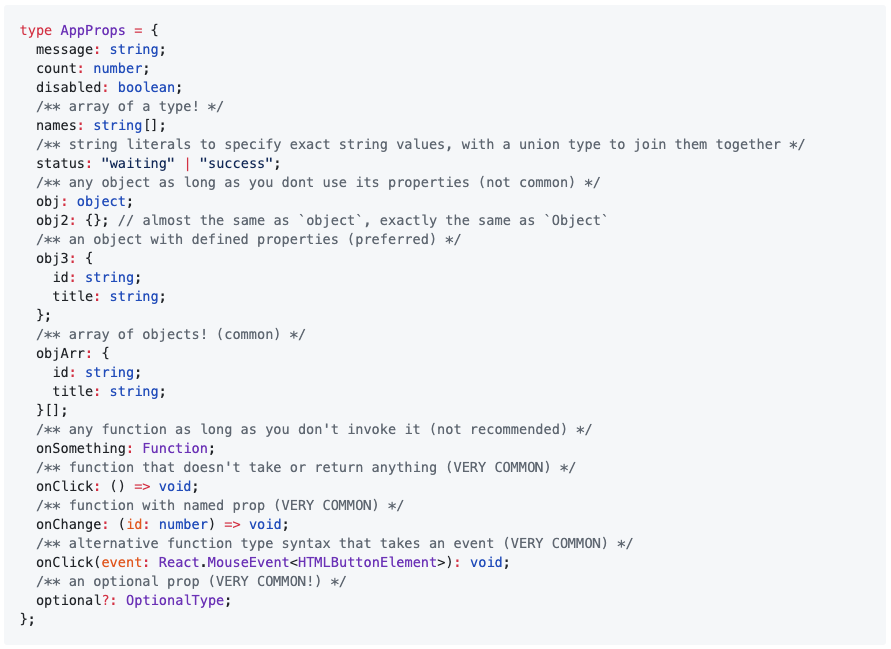 type AppProps = {
  message: string;
  count: number;
  disabled: boolean;
  /** array of a type! */
  names: string[];
  /** string literals to specify exact string values, with a union type to join them together */
  status: "waiting" | "success";
  /** any object as long as you dont use its properties (not common) */
  obj: object;
  obj2: {}; // almost the same as `object`, exactly the same as `Object`
  /** an object with defined properties (preferred) */
  obj3: {
    id: string;
    title: string;
  };
  /** array of objects! (common) */
  objArr: {
    id: string;
    title: string;
  }[];
  /** any function as long as you don't invoke it (not recommended) */
  onSomething: Function;
  /** function that doesn't take or return anything (VERY COMMON) */
  onClick: () => void;
  /** function with named prop (VERY COMMON) */
  onChange: (id: number) => void;
  /** alternative function type syntax that takes an event (VERY COMMON) */
  onClick(event: React.MouseEvent<HTMLButtonElement>): void;
  /** an optional prop (VERY COMMON!) */
  optional?: OptionalType;
};